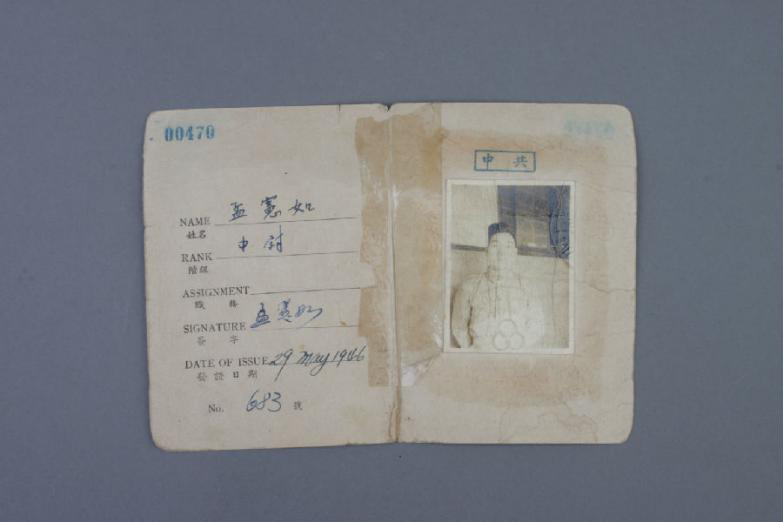 00470
NAME 孟憲如
姓名
RANK 中尉
階級
ASSIGNMENT
職務
SIGNATURE 孟憲如
簽字
DATE OF ISSUE 29 May 1946
發證日期
No. 683 號
中共